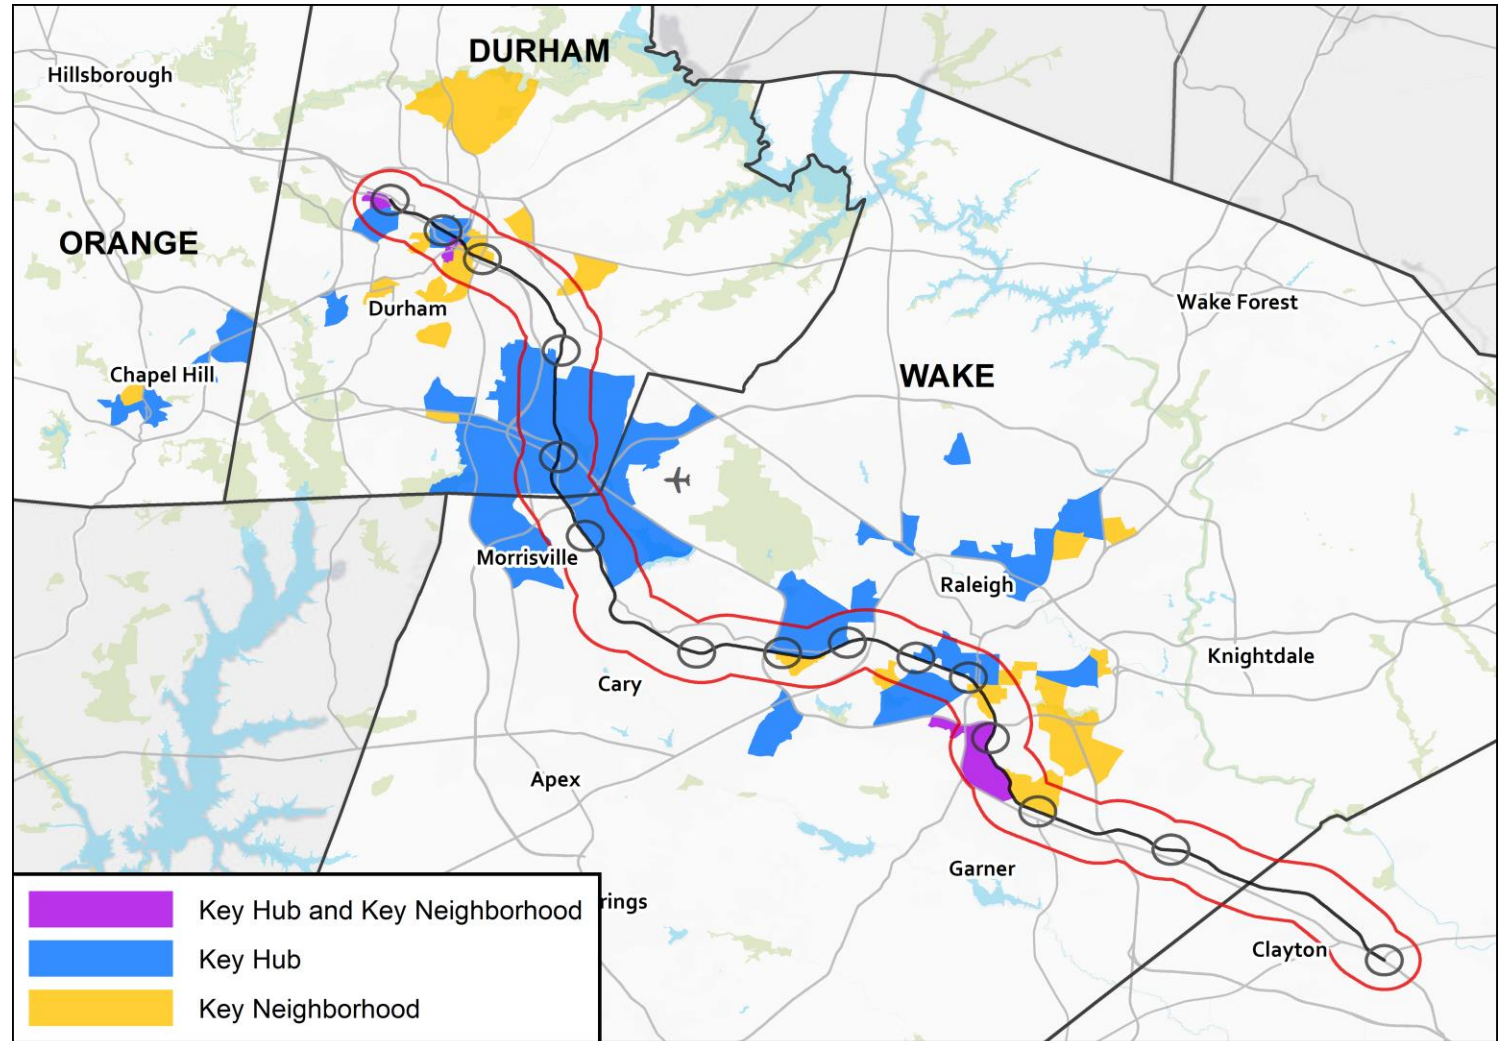 DURHAM
Hillsborough
ORANGE
Durham
Wake Forest
Chapel Hill
WAKE
Morrisville
Raleigh
Knightdale
Cary
Apex
Garner
rings
Clayton
Key Hub and Key Neighborhood
Key Hub
Key Neighborhood